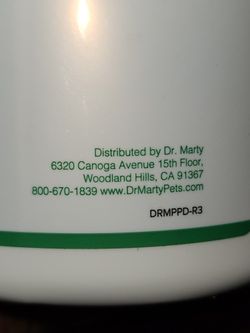 Distributed by Dr. Marty
6320 Canoga Avenue 15th Floor,
Woodland Hills, CA 91367
800-670-1839 www.DrMartyPets.com
DRMPPD-R3